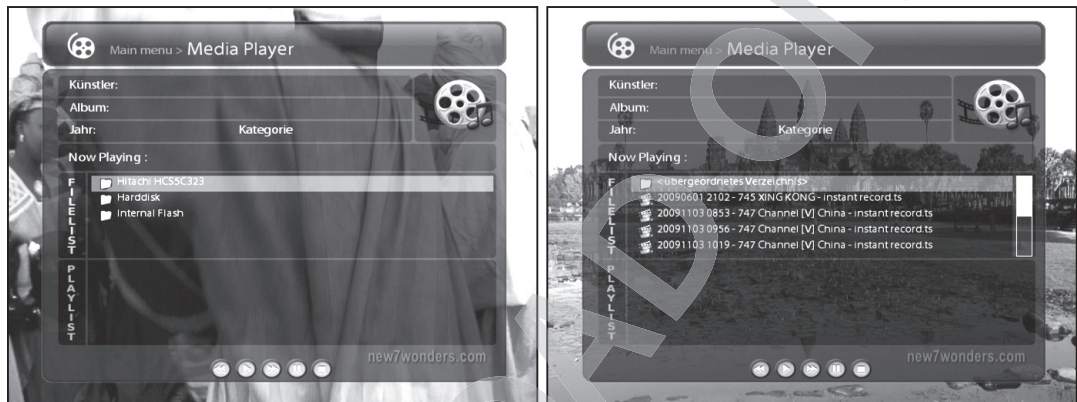 Main menu > Media Player
Künstler:
Album:
Jahr: Kategorie
Now Playing :
FILELIST
Hitachi HCS5C323
Harddisk
Internal Flash
PLAYLIST
new7wonders.com
Main menu > Media Player
Künstler:
Album:
Jahr: Kategorie
Now Playing :
FILELIST
<übergeordnetes Verzeichnis>
20090601 2102 - 745 XING KONG - instant record.ts
20091103 0853 - 747 Channel [V] China - instant record.ts
20091103 0956 - 747 Channel [V] China - instant record.ts
20091103 1019 - 747 Channel [V] China - instant record.ts
PLAYLIST
new7wonders.com